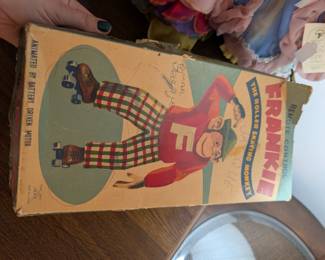 REMOTE CONTROL
FRANKIE
THE ROLLER SKATING MONKEY
F
ANIMATED BY BATTERY DRIVEN MOTOR